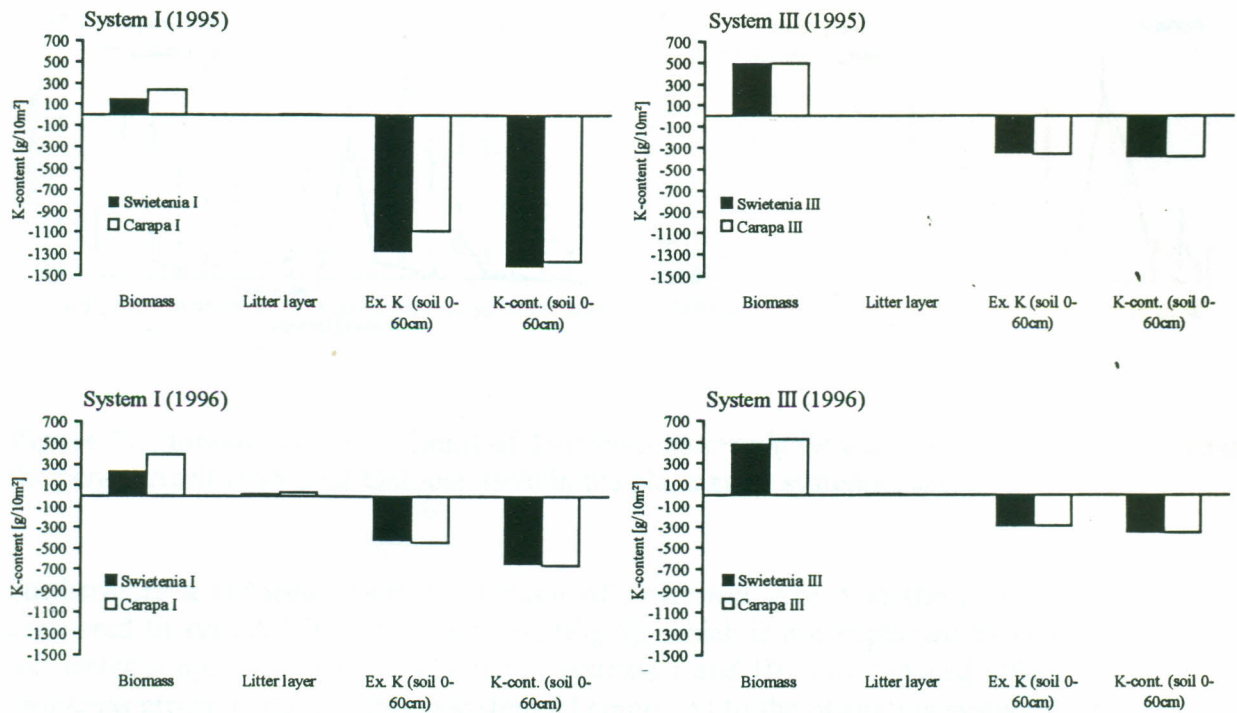 System I (1995)
700
500
300
100
-100
-300
-500
-700
-900
-1100
-1300
-1500
K-content [g/10m²]
Swietenia I
Carapa I
Biomass
Litter layer
Ex. K (soil 0-
60cm)
K-cont. (soil 0-
60cm)
System III (1995)
700
500
300
100
-100
-300
-500
-700
-900
-1100
-1300
-1500
K-content [g/10m²]
Swietenia III
Carapa III
Biomass
Litter layer
Ex. K (soil 0-
60cm)
K-cont. (soil 0-
60cm)
System I (1996)
700
500
300
100
-100
-300
-500
-700
-900
-1100
-1300
-1500
K-content [g/10m²]
Swietenia I
Carapa I
Biomass
Litter layer
Ex. K (soil 0-
60cm)
K-cont. (soil 0-
60cm)
System III (1996)
700
500
300
100
-100
-300
-500
-700
-900
-1100
-1300
-1500
K-content [g/10m²]
Swietenia III
Carapa III
Biomass
Litter layer
Ex. K (soil 0-
60cm)
K-cont. (soil 0-
60cm)